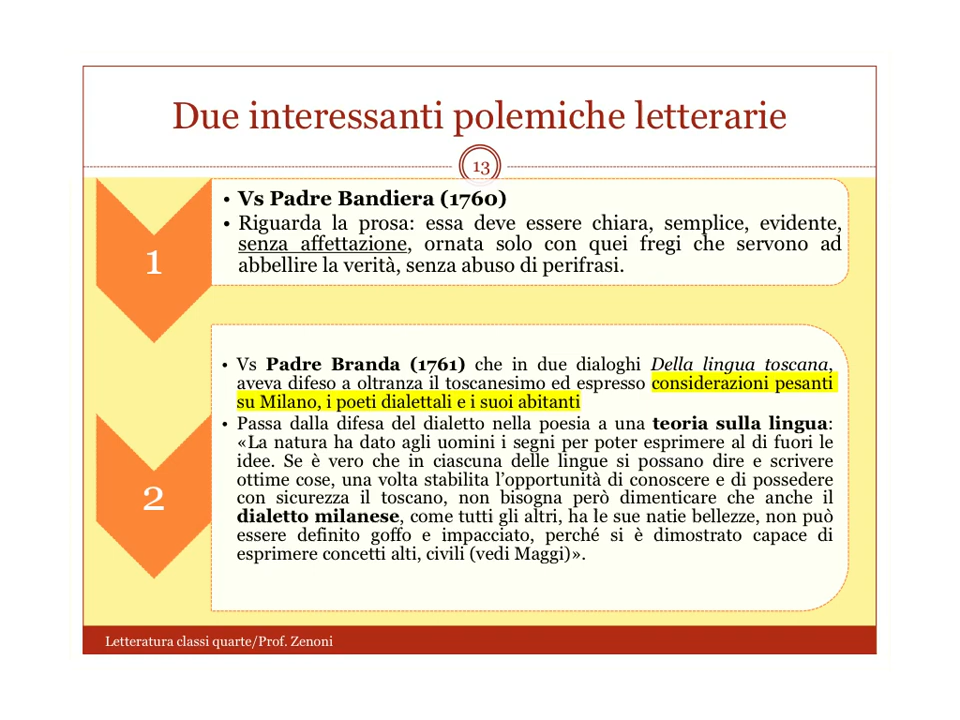 Due interessanti polemiche letterarie
13
1
• Vs Padre Bandiera (1760)
• Riguarda la prosa: essa deve essere chiara, semplice, evidente,
senza affettazione, ornata solo con quei fregi che servono ad
abbellire la verità, senza abuso di perifrasi.
2
• Vs Padre Branda (1761) che in due dialoghi Della lingua toscana,
aveva difeso a oltranza il toscanesimo ed espresso considerazioni pesanti
su Milano, i poeti dialettali e i suoi abitanti
• Passa dalla difesa del dialetto nella poesia a una teoria sulla lingua:
«La natura ha dato agli uomini i segni per poter esprimere al di fuori le
idee. Se è vero che in ciascuna delle lingue si possano dire e scrivere
ottime cose, una volta stabilita l'opportunità di conoscere e di possedere
con sicurezza il toscano, non bisogna però dimenticare che anche il
dialetto milanese, come tutti gli altri, ha le sue natie bellezze, non può
essere definito goffo e impacciato, perché si è dimostrato capace di
esprimere concetti alti, civili (vedi Maggi)».
Letteratura classi quarte/Prof. Zenoni